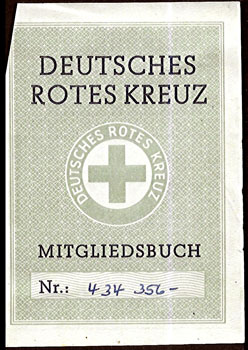 DEUTSCHES
ROTES KREUZ
DEUTSCHES ROTES KREUZ
MITGLIEDSBUCH
Nr.: 434 356-